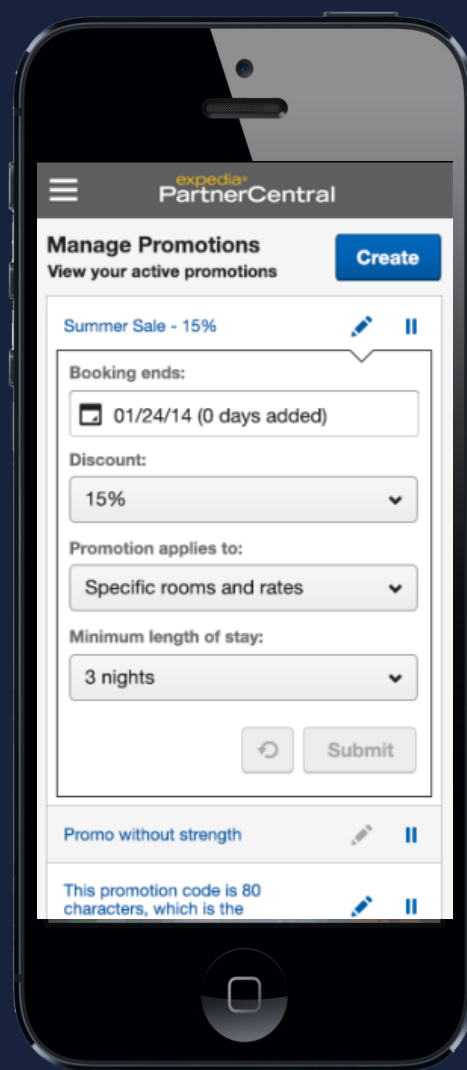 expedia®
PartnerCentral
Manage Promotions
Create
View your active promotions
Summer Sale - 15%
Booking ends:
01/24/14 (0 days added)
Discount:
15%
Promotion applies to:
Specific rooms and rates
Minimum length of stay:
3 nights
Submit
Promo without strength
This promotion code is 80
characters, which is the